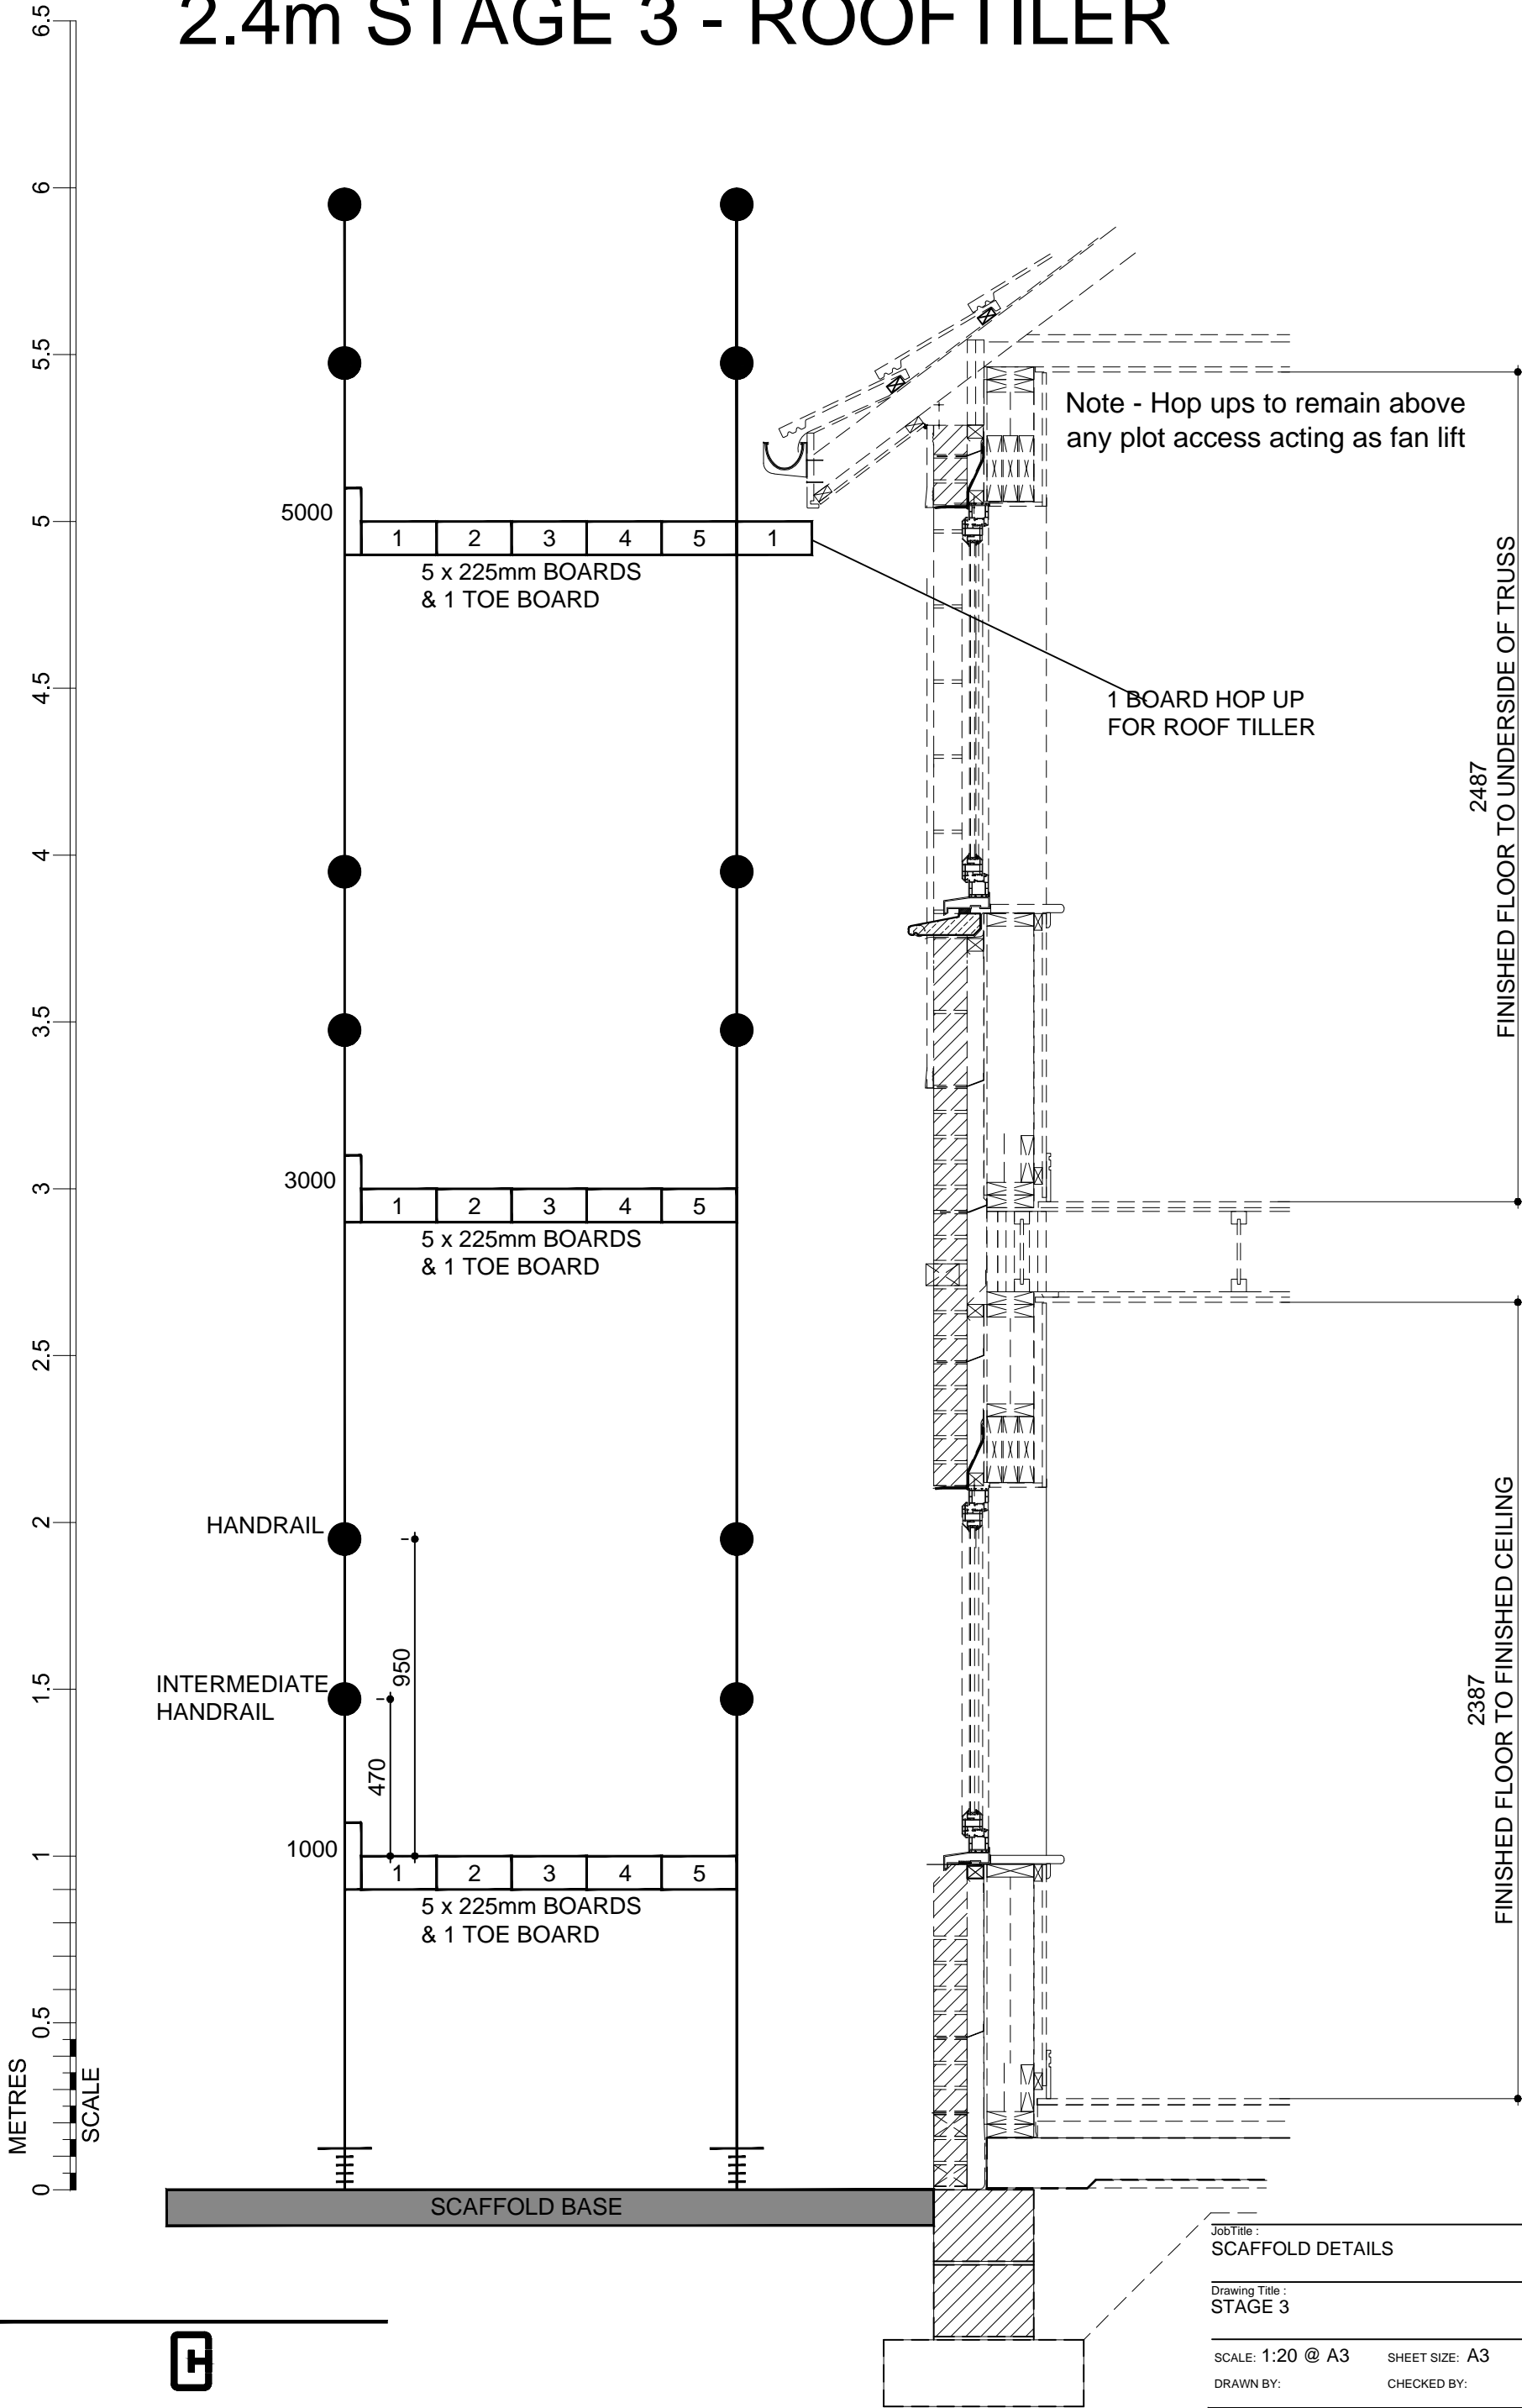 2.4m STAGE 3 - ROOFTILER
6.5
6
5.5
5
4.5
4
3.5
3
2.5
2
1.5
1
0.5
0
METRES
SCALE
Note - Hop ups to remain above
any plot access acting as fan lift
5000
1 2 3 4 5 1
5 x 225mm BOARDS
& 1 TOE BOARD
1 BOARD HOP UP
FOR ROOF TILLER
2487
FINISHED FLOOR TO UNDERSIDE OF TRUSS
3000
1 2 3 4 5
5 x 225mm BOARDS
& 1 TOE BOARD
HANDRAIL
INTERMEDIATE
HANDRAIL
950
470
2387
FINISHED FLOOR TO FINISHED CEILING
1000
1 2 3 4 5
5 x 225mm BOARDS
& 1 TOE BOARD
SCAFFOLD BASE
JobTitle :
SCAFFOLD DETAILS
Drawing Title :
STAGE 3
SCALE: 1:20 @ A3 SHEET SIZE: A3
DRAWN BY: CHECKED BY: